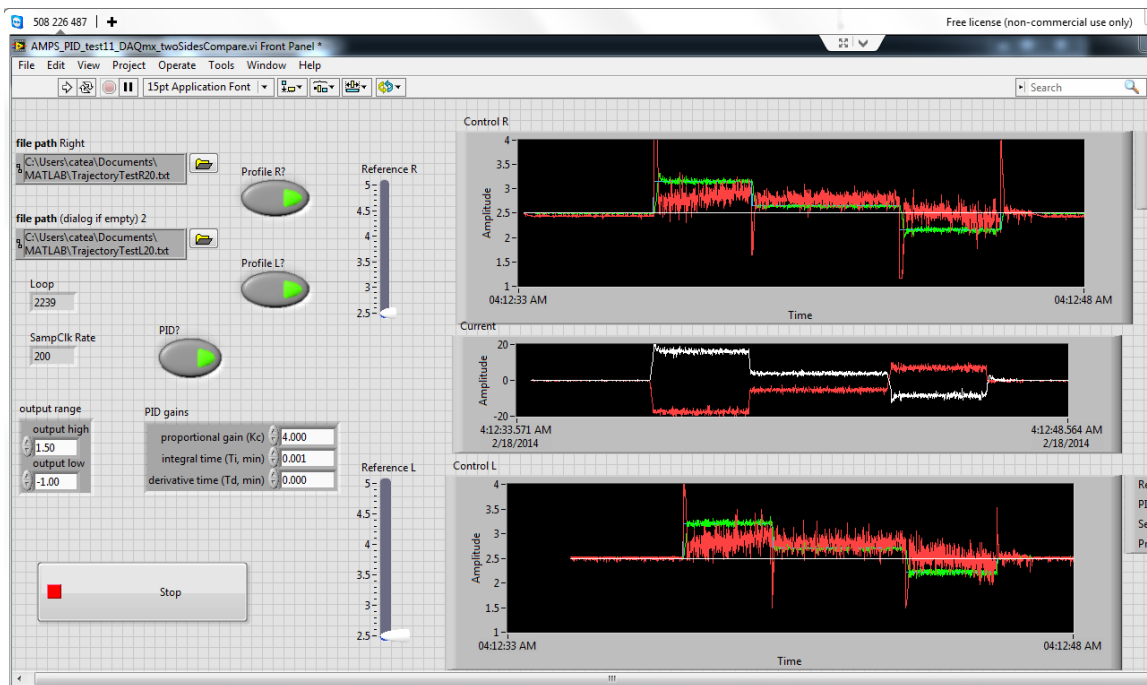 508 226 487
Free license (non-commercial use only)
AMPS_PID_test11_DAQmx_twoSidesCompare.vi Front Panel *
File Edit View Project Operate Tools Window Help
15pt Application Font
Search
file path Right
C:\Users\catea\Documents\
MATLAB\TrajectoryTestR20.txt
file path (dialog if empty) 2
C:\Users\catea\Documents\
MATLAB\TrajectoryTestL20.txt
Loop
2239
SampClk Rate
200
Profile R?
Profile L?
PID?
output range
output high
1.50
output low
-1.00
PID gains
proportional gain (Kc) 4.000
integral time (Ti, min) 0.001
derivative time (Td, min) 0.000
Stop
Reference R
5
4.5
4
3.5
3
2.5
Reference L
5
4.5
4
3.5
3
2.5
Control R
Amplitude
4
3.5
3
2.5
2
1.5
1
04:12:33 AM 04:12:48 AM
Time
Current
Amplitude
20
0
-20
4:12:33.571 AM 4:12:48.564 AM
2/18/2014 2/18/2014
Control L
Amplitude
4
3.5
3
2.5
2
1.5
1
04:12:33 AM 04:12:48 AM
Time
Re
PI
Se
Pr